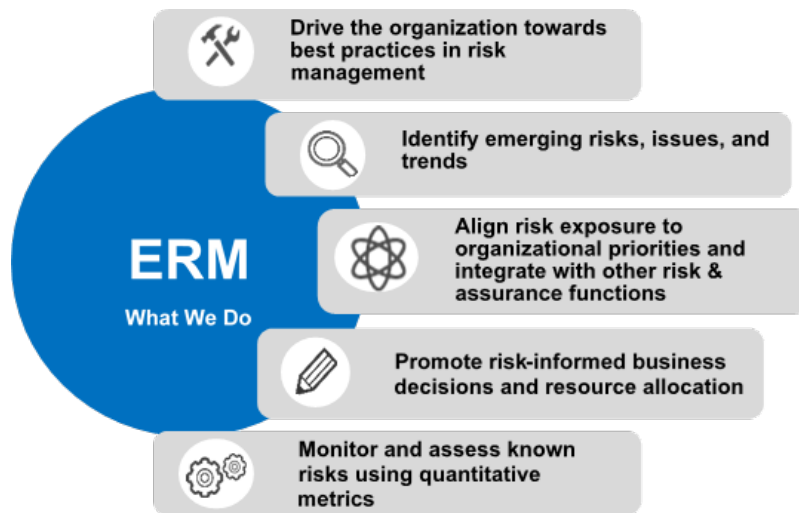 Drive the organization towards
best practices in risk
management
Identify emerging risks, issues, and
trends
Align risk exposure to
organizational priorities and
integrate with other risk &
assurance functions
ERM
What We Do
Promote risk-informed business
decisions and resource allocation
Monitor and assess known
risks using quantitative
metrics